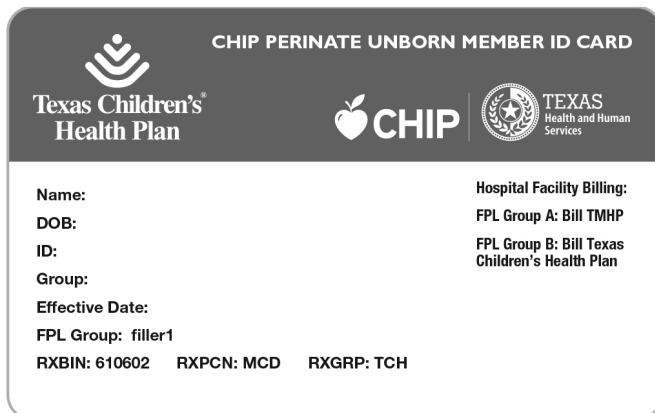 CHIP PERINATE UNBORN MEMBER ID CARD
Texas Children's®
Health Plan
CHIP
TEXAS
Health and Human
Services
Name:
DOB:
ID:
Group:
Effective Date:
FPL Group: filler1
RXBIN: 610602 RXPCN: MCD RXGRP: TCH
Hospital Facility Billing:
FPL Group A: Bill TMHP
FPL Group B: Bill Texas
Children's Health Plan